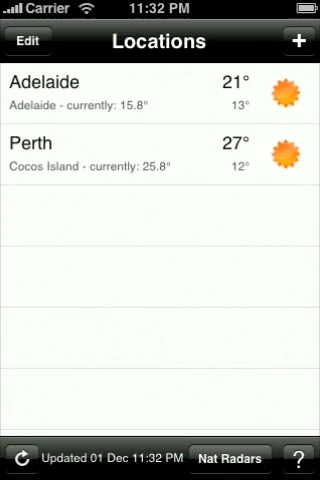 Carrier 11:32 PM
Edit Locations +
Adelaide 21°
Adelaide - currently: 15.8° 13°
Perth 27°
Cocos Island - currently: 25.8° 12°
Updated 01 Dec 11:32 PM Nat Radars ?